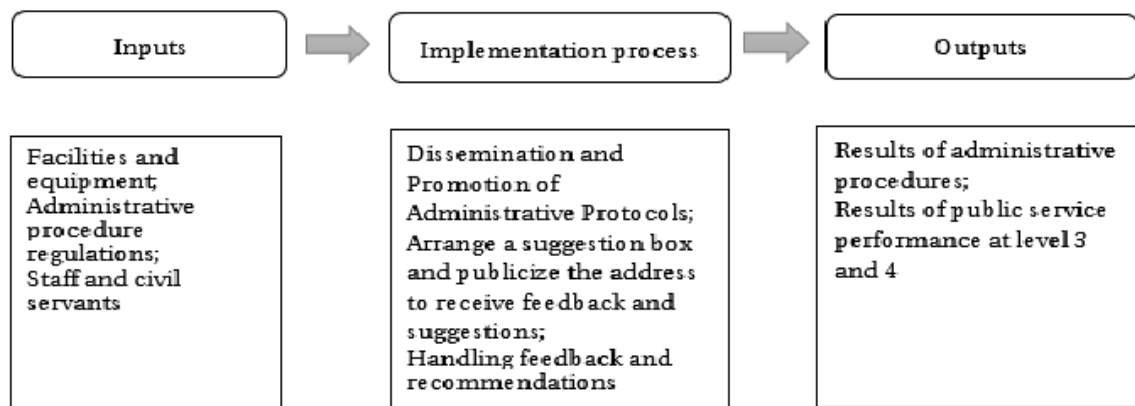 Inputs
Implementation process
Outputs
Facilities and
equipment;
Administrative
procedure
regulations;
Staff and civil
servants
Dissemination and
Promotion of
Administrative Protocols;
Arrange a suggestion box
and publicize the address
to receive feedback and
suggestions;
Handling feedback and
recommendations
Results of administrative
procedures;
Results of public service
performance at level 3
and 4